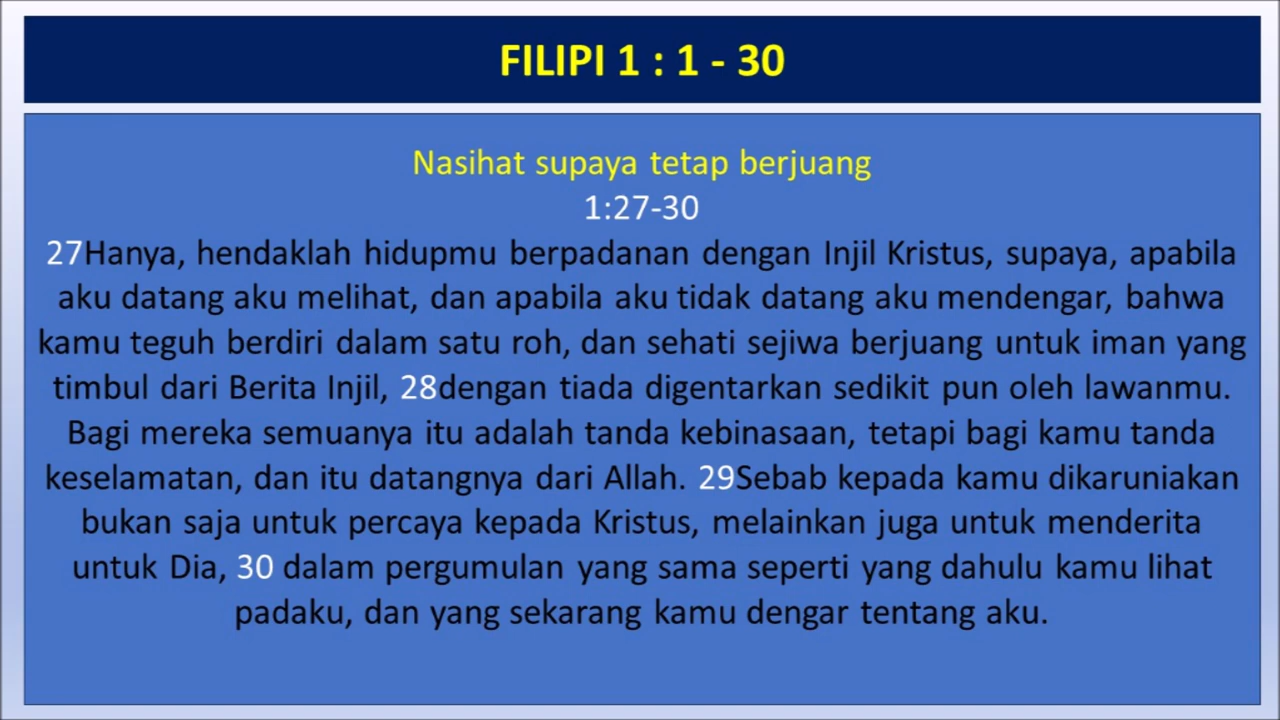 FILIPI 1 : 1 - 30
Nasihat supaya tetap berjuang
1:27-30
27Hanya, hendaklah hidupmu berpadanan dengan Injil Kristus, supaya, apabila
aku datang aku melihat, dan apabila aku tidak datang aku mendengar, bahwa
kamu teguh berdiri dalam satu roh, dan sehati sejiwa berjuang untuk iman yang
timbul dari Berita Injil, 28dengan tiada digentarkan sedikit pun oleh lawanmu.
Bagi mereka semuanya itu adalah tanda kebinasaan, tetapi bagi kamu tanda
keselamatan, dan itu datangnya dari Allah. 29Sebab kepada kamu dikaruniakan
bukan saja untuk percaya kepada Kristus, melainkan juga untuk menderita
untuk Dia, 30 dalam pergumulan yang sama seperti yang dahulu kamu lihat
padaku, dan yang sekarang kamu dengar tentang aku.